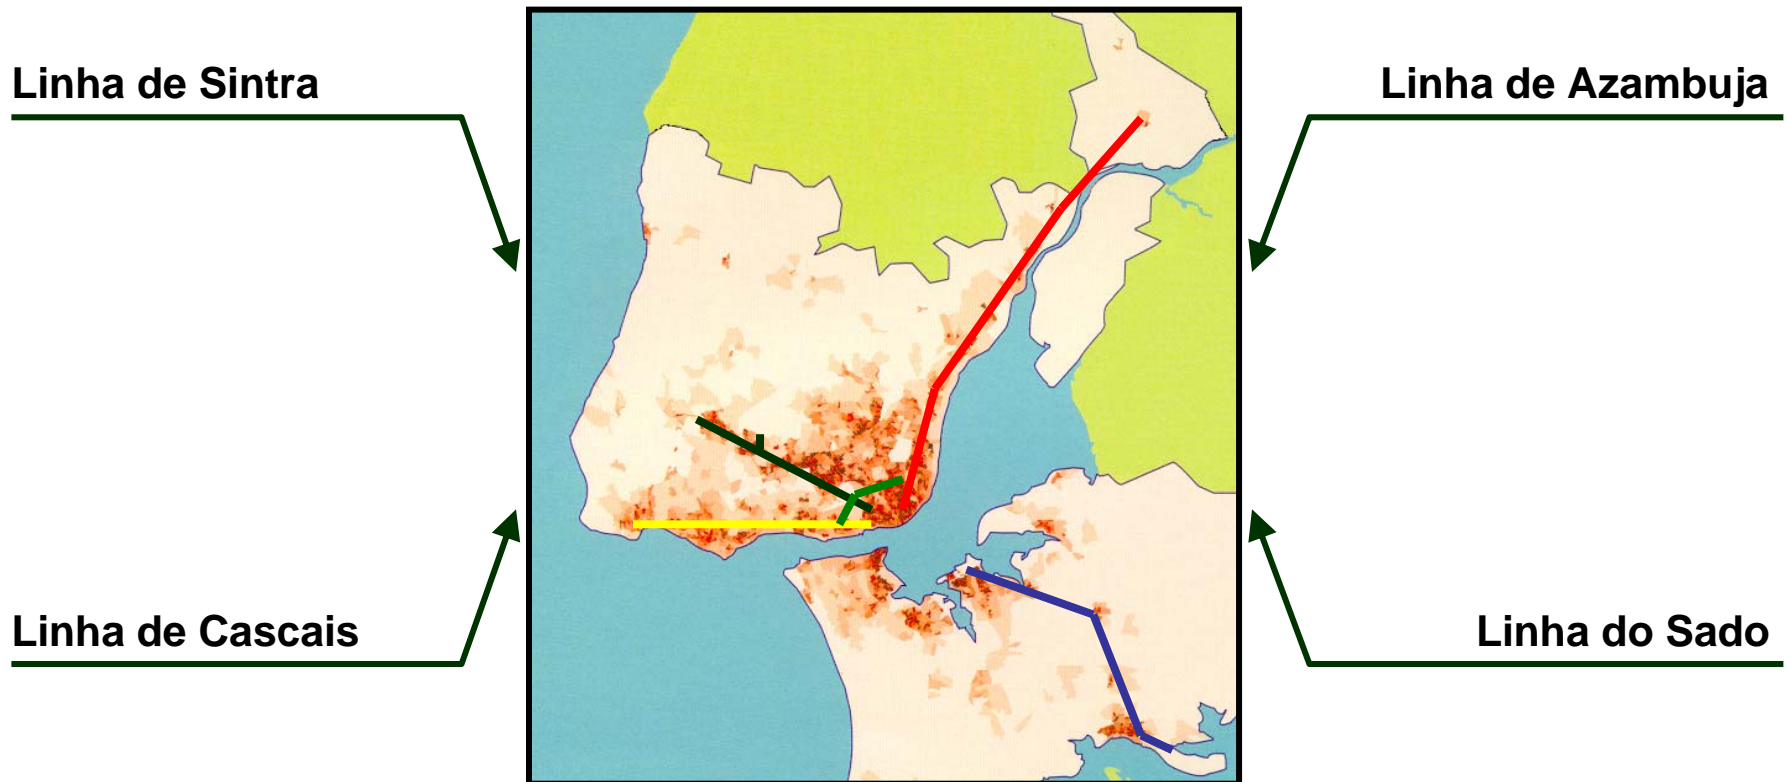 Linha de Sintra
Linha de Azambuja
Linha de Cascais
Linha do Sado